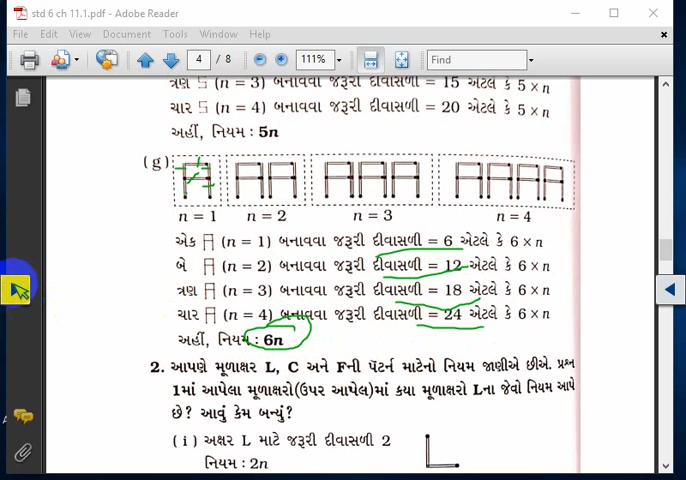 std 6 ch 11.1.pdf - Adobe Reader
File Edit View Document Tools Window Help
4 / 8 111% Find
ત્રણ 5 (n = 3) બનાવવા જરૂરી દીવાસળી = 15 એટલે કે 5 × n
ચાર 5 (n = 4) બનાવવા જરૂરી દીવાસળી = 20 એટલે કે 5 × n
અહીં, નિયમ : 5n
(g)
n = 1 n = 2 n = 3 n = 4
એક A (n = 1) બનાવવા જરૂરી દીવાસળી = 6 એટલે કે 6 × n
બે A (n = 2) બનાવવા જરૂરી દીવાસળી = 12 એટલે કે 6 × n
ત્રણ A (n = 3) બનાવવા જરૂરી દીવાસળી = 18 એટલે કે 6 × n
ચાર A (n = 4) બનાવવા જરૂરી દીવાસળી = 24 એટલે કે 6 × n
અહીં, નિયમ : 6n
2. આપણે મૂળાક્ષર L, C અને Fની પૅટર્ન માટેનો નિયમ જાણીએ છીએ. પ્રશ્ન
1માં આપેલા મૂળાક્ષરો(ઉપર આપેલ)માં કયા મૂળાક્ષરો Lના જેવો નિયમ આપે
છે? આવું કેમ બન્યું?
(i) અક્ષર L માટે જરૂરી દીવાસળી 2
નિયમ : 2n